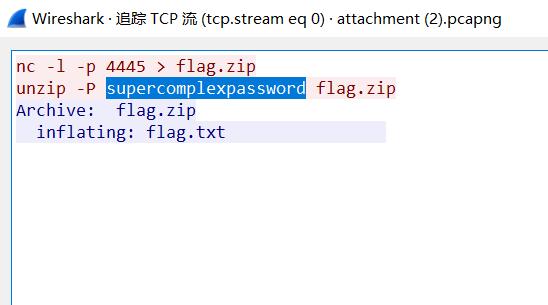 Wireshark · 追踪 TCP 流 (tcp.stream eq 0) · attachment (2).pcapng
nc -l -p 4445 > flag.zip
unzip -P supercomplexpassword flag.zip
Archive:  flag.zip
  inflating: flag.txt